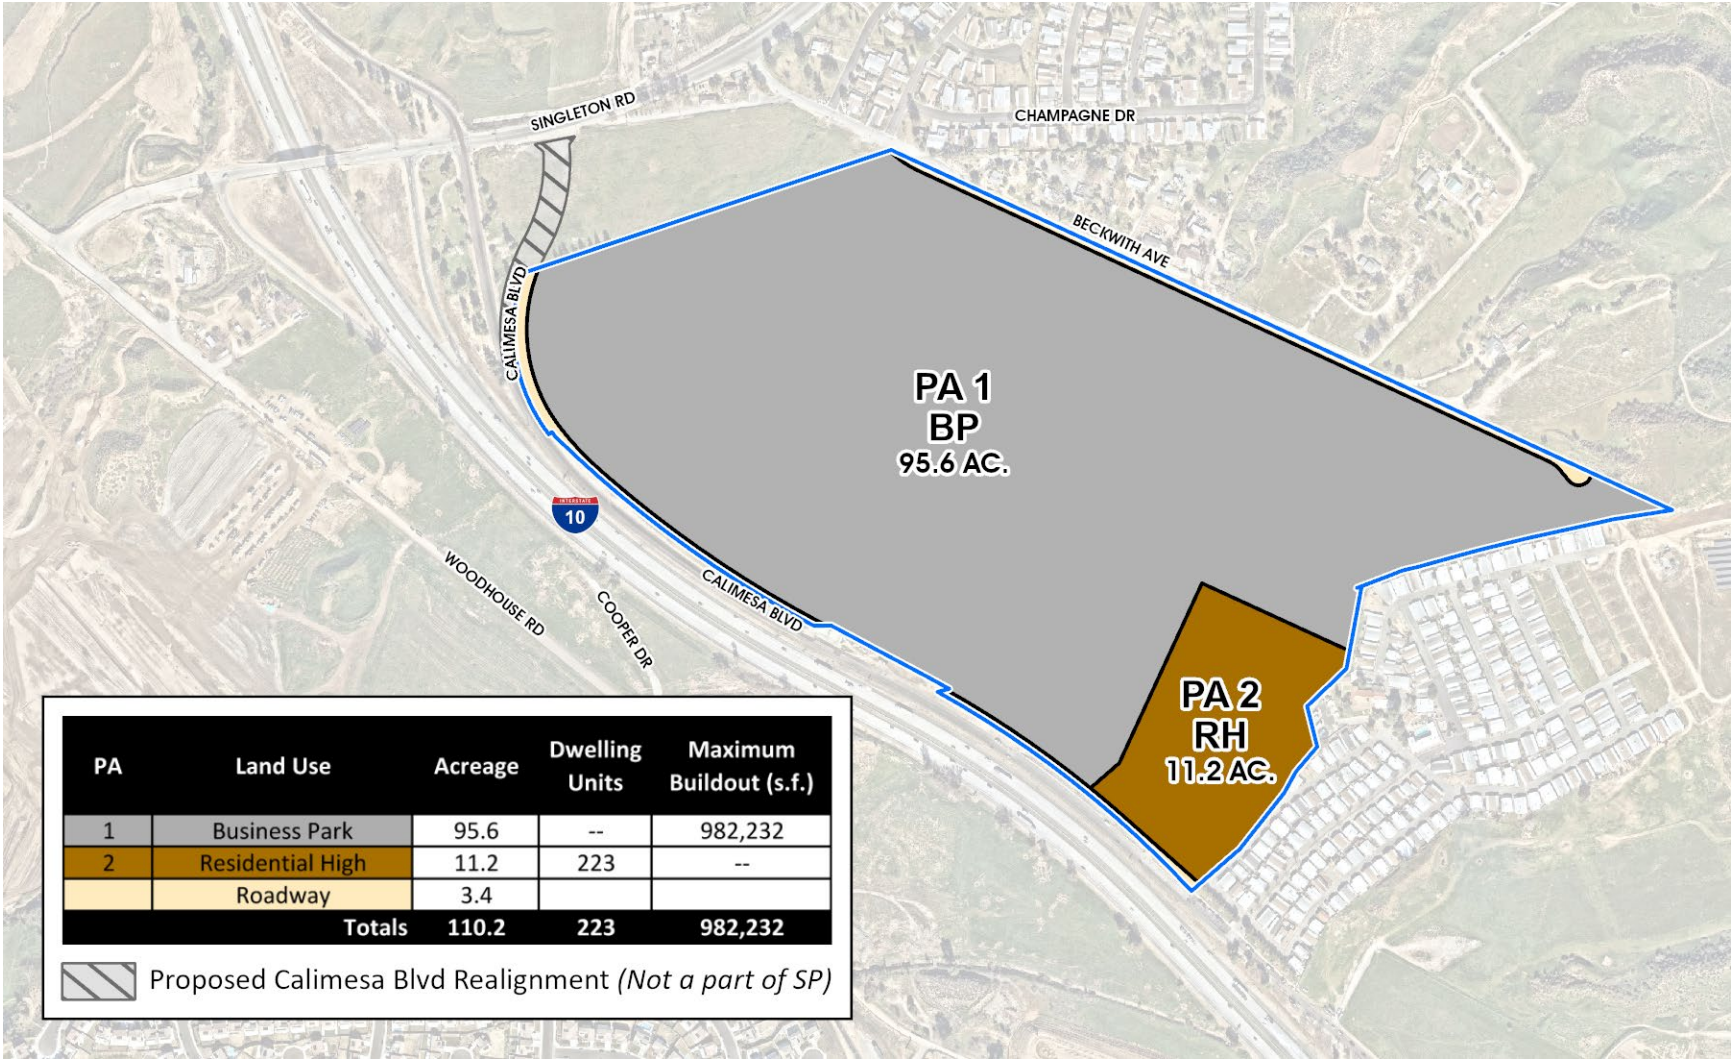 SINGLETON RD
CHAMPAGNE DR
BECKWITH AVE
CALIMESA BLVD
PA 1
BP
95.6 AC.
INTERSTATE
10
WOODHOUSE RD
COOPER DR
CALIMESA BLVD
PA 2
RH
11.2 AC.
PA Land Use Acreage Dwelling Units Maximum Buildout (s.f.)
1 Business Park 95.6 -- 982,232
2 Residential High 11.2 223 --
Roadway 3.4
Totals 110.2 223 982,232
Proposed Calimesa Blvd Realignment (Not a part of SP)